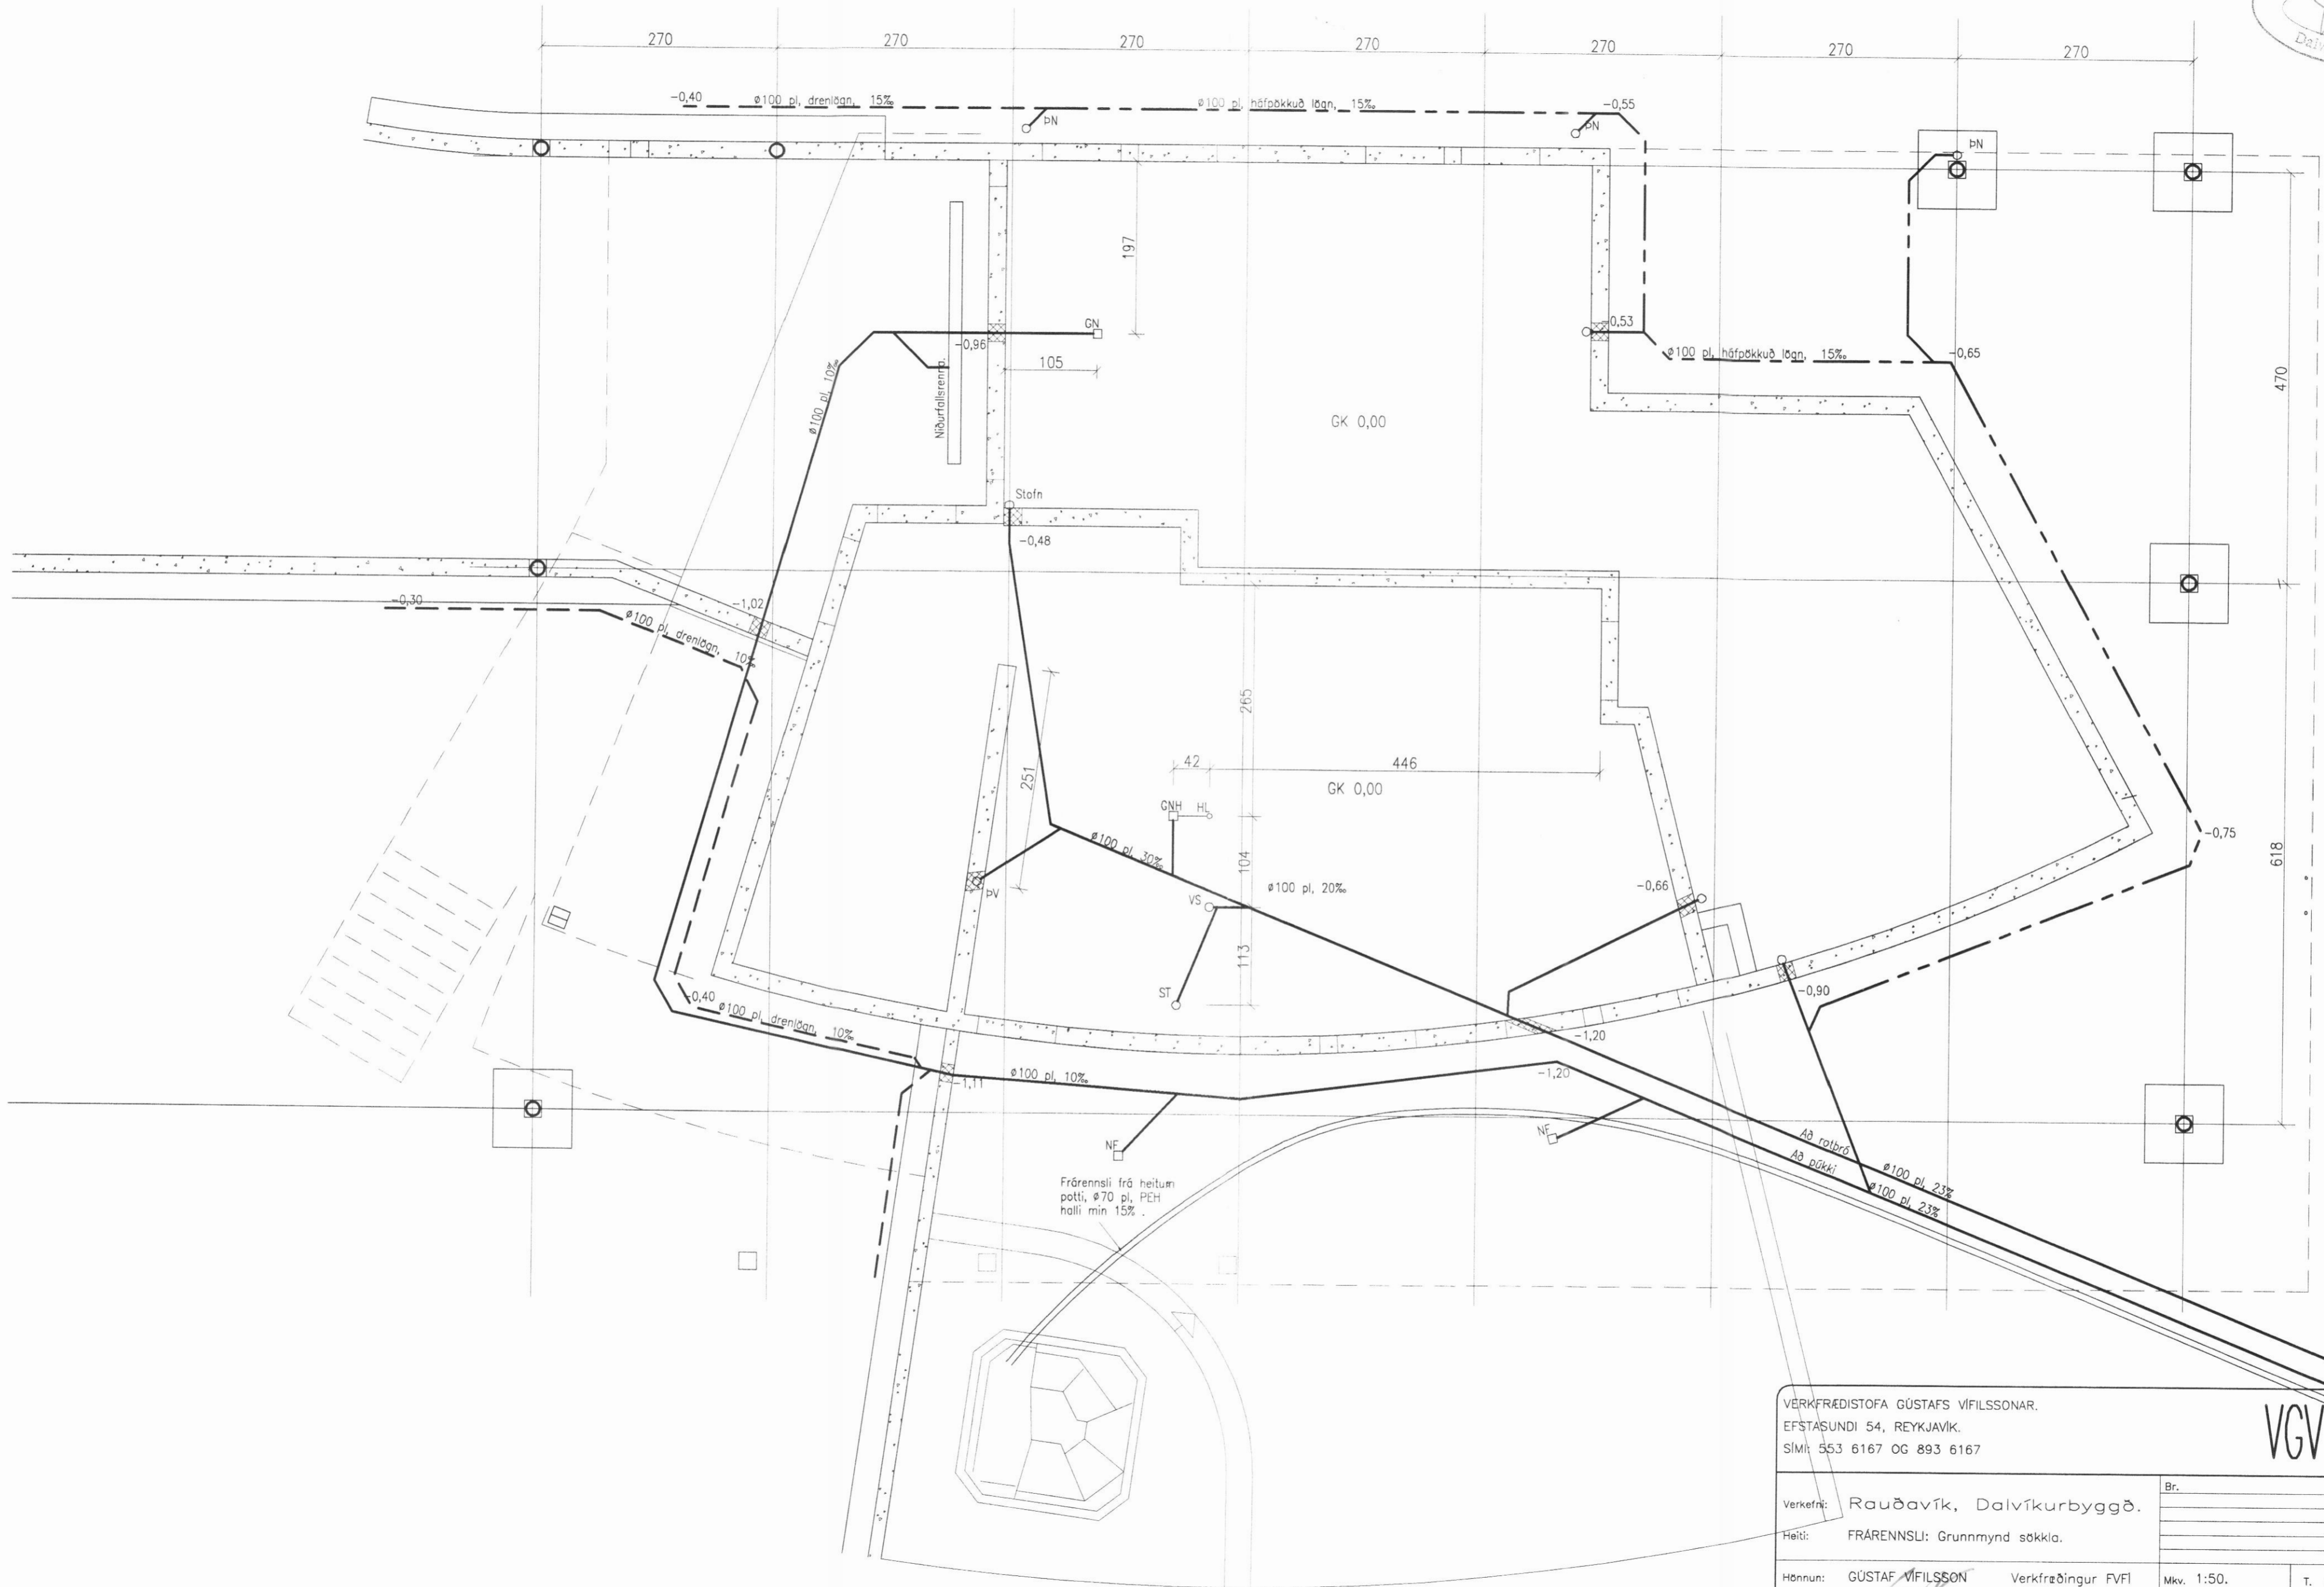 270
270
270
270
270
270
270
-0,40
ø100 pl, drenlögn, 15‰
ø100 pl, háfpökkuð lögn, 15‰
-0,55
ÞN
ÞN
ÞN
197
GN
-0,96
105
-0,53
ø100 pl, háfpökkuð lögn, 15‰
-0,65
ø100 pl, 10‰
Niðurfallsrenna.
GK 0,00
470
Stofn
-0,48
-0,30
-1,02
ø100 pl, drenlögn, 10‰
265
251
42
446
GK 0,00
GNH HL
ø100 pl, 30‰
104
ø100 pl, 20‰
-0,75
618
ÞV
VS
-0,66
113
ST
-0,90
-0,40
ø100 pl, drenlögn, 10‰
-1,20
-1,11
ø100 pl, 10‰
-1,20
NF
NF
Að rotþró
ø100 pl, 23%
Að púkki
ø100 pl, 23%
Frárennsli frá heitum
potti, ø70 pl, PEH
halli min 15% .
VERKFRÆÐISTOFA GÚSTAFS VÍFILSSONAR.
EFSTASUNDI 54, REYKJAVÍK.
SÍMI: 553 6167 OG 893 6167
VGV
Verkefni: Rauðavík, Dalvíkurbyggð.
Br.
Heiti: FRÁRENNSLI: Grunnmynd sökkla.
Hönnun: GÚSTAF VÍFILSSON Verkfræðingur FVFÍ
Mkv. 1:50.
T.